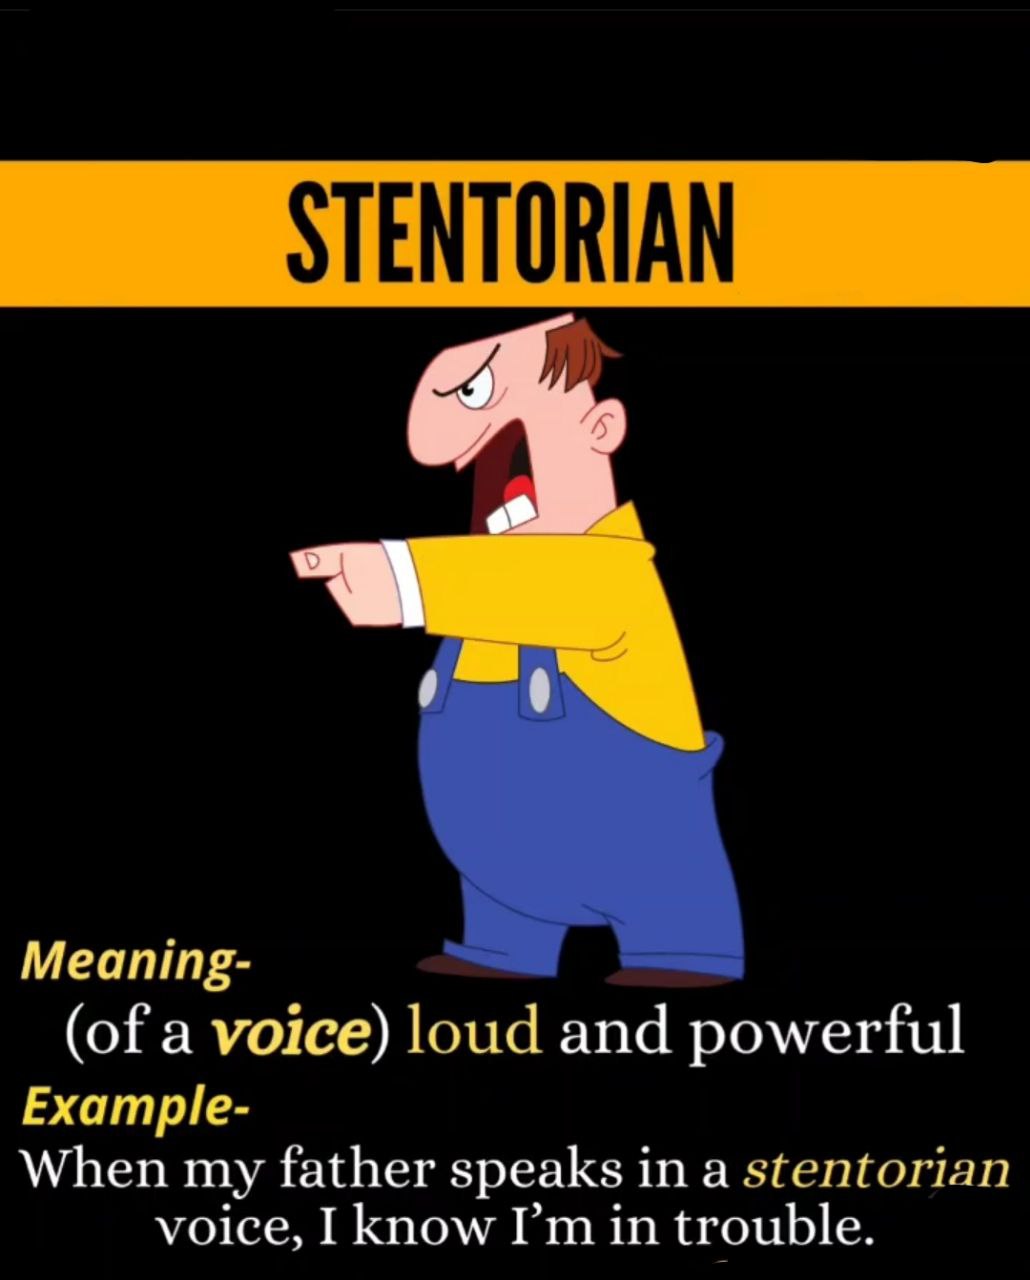 STENTORIAN
Meaning-
(of a voice) loud and powerful
Example-
When my father speaks in a stentorian
voice, I know I’m in trouble.